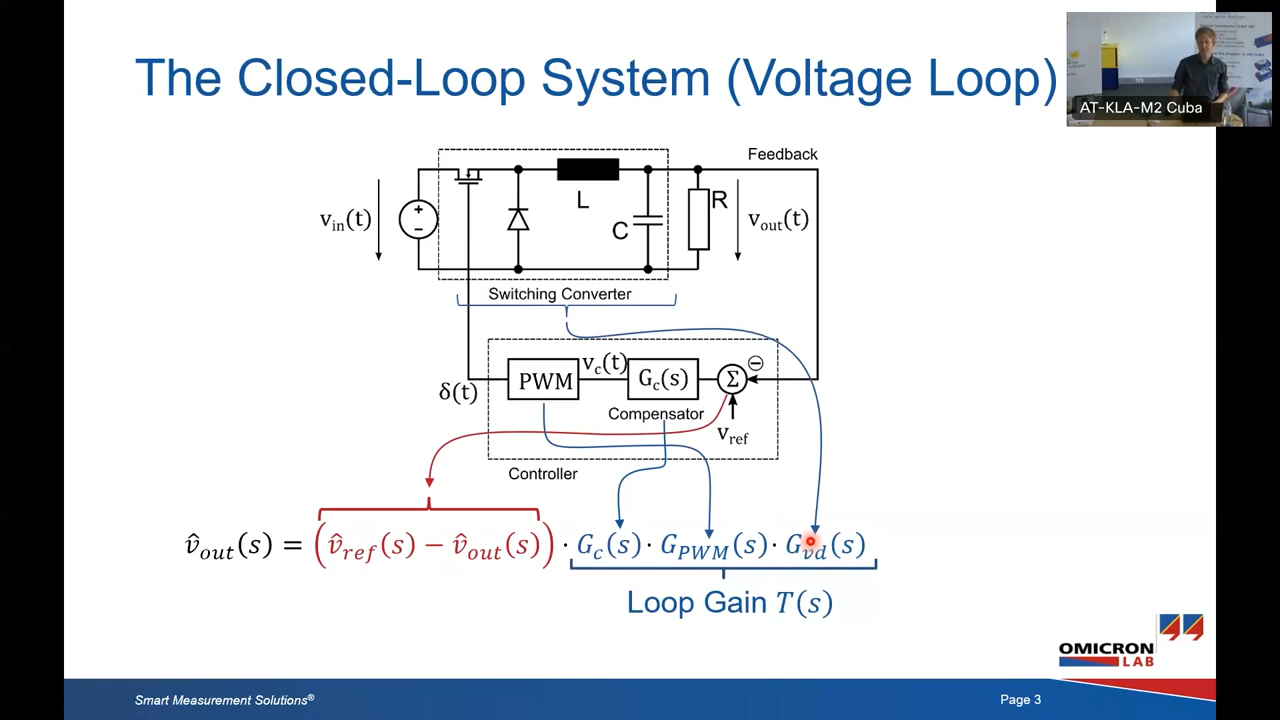 The Closed-Loop System (Voltage Loop)
AT-KLA-M2 Cuba
Feedback
v_in(t)
+
−
L
C
R
v_out(t)
Switching Converter
δ(t)
PWM
v_c(t)
G_c(s)
Σ
⊖
Compensator
v_ref
Controller
v̂_out(s) = (v̂_ref(s) − v̂_out(s)) · G_c(s) · G_PWM(s) · G_vd(s)
Loop Gain T(s)
OMICRON
LAB
Smart Measurement Solutions®
Page 3